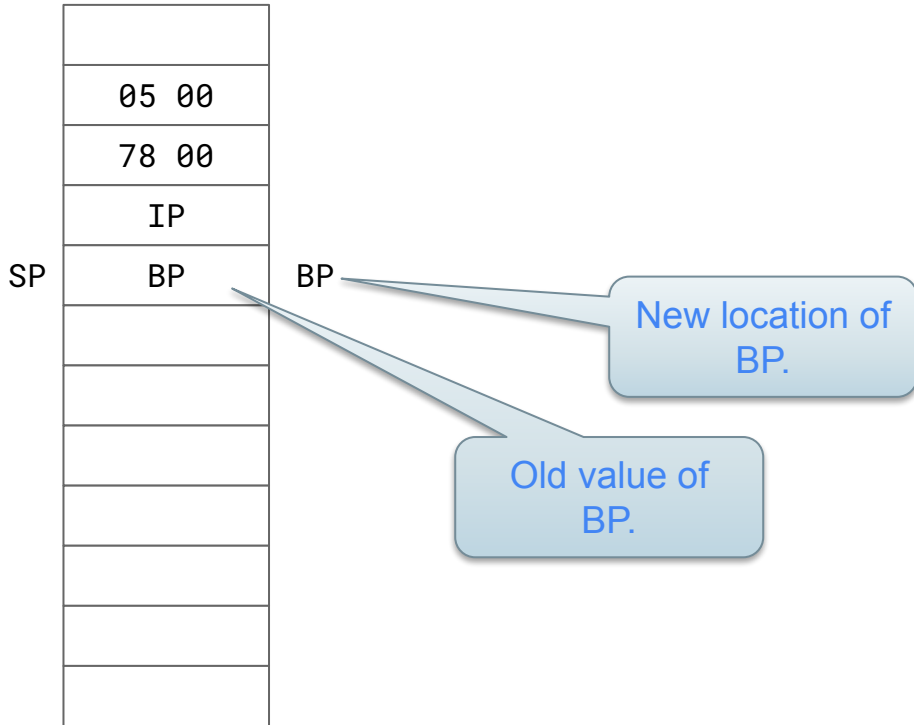 05 00
78 00
IP
SP
BP
BP
New location of
BP.
Old value of
BP.